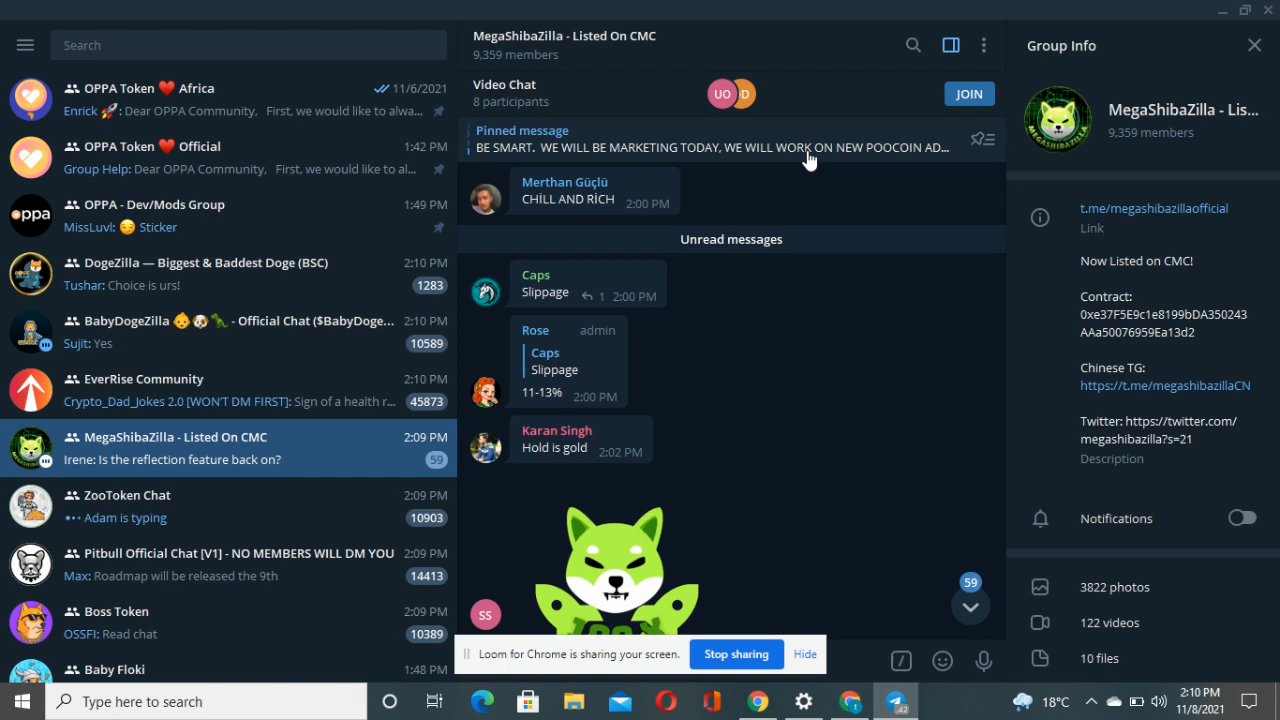 Search
OPPA Token ❤️ Africa
11/6/2021
Enrick 🚀: Dear OPPA Community, First, we would like to alwa...
OPPA Token ❤️ Official
1:42 PM
Group Help: Dear OPPA Community, First, we would like to al...
oppa
OPPA - Dev/Mods Group
1:49 PM
MissLuvl: 😏 Sticker
DogeZilla — Biggest & Baddest Doge (BSC)
2:10 PM
Tushar: Choice is urs!
1283
BabyDogeZilla 👶🐶🦖 - Official Chat ($BabyDoge...
2:10 PM
Sujit: Yes
10589
EverRise Community
2:10 PM
Crypto_Dad_Jokes 2.0 [WON'T DM FIRST]: Sign of a health r...
45873
MegaShibaZilla - Listed On CMC
2:09 PM
Irene: Is the reflection feature back on?
59
ZooToken Chat
2:09 PM
Adam is typing
10903
Pitbull Official Chat [V1] - NO MEMBERS WILL DM YOU
2:09 PM
Max: Roadmap will be released the 9th
14413
Boss Token
2:09 PM
OSSFI: Read chat
10389
Baby Floki
1:48 PM
MegaShibaZilla - Listed On CMC
9,359 members
Video Chat
8 participants
UO
D
JOIN
Pinned message
BE SMART. WE WILL BE MARKETING TODAY, WE WILL WORK ON NEW POOCOIN AD...
Merthan Güçlü
CHİLL AND RİCH
2:00 PM
Unread messages
Caps
Slippage
1 2:00 PM
Rose admin
Caps
Slippage
11-13% 2:00 PM
Karan Singh
Hold is gold
2:02 PM
SS
59
Loom for Chrome is sharing your screen.
Stop sharing
Hide
Group Info
MEGASHIBAZILLA
MegaShibaZilla - Lis...
9,359 members
t.me/megashibazillaofficial
Link
Now Listed on CMC!
Contract:
0xe37F5E9c1e8199bDA350243
AAa50076959Ea13d2
Chinese TG:
https://t.me/megashibazillaCN
Twitter: https://twitter.com/
megashibazilla?s=21
Description
Notifications
3822 photos
122 videos
10 files
Type here to search
42
18°C
2:10 PM
11/8/2021